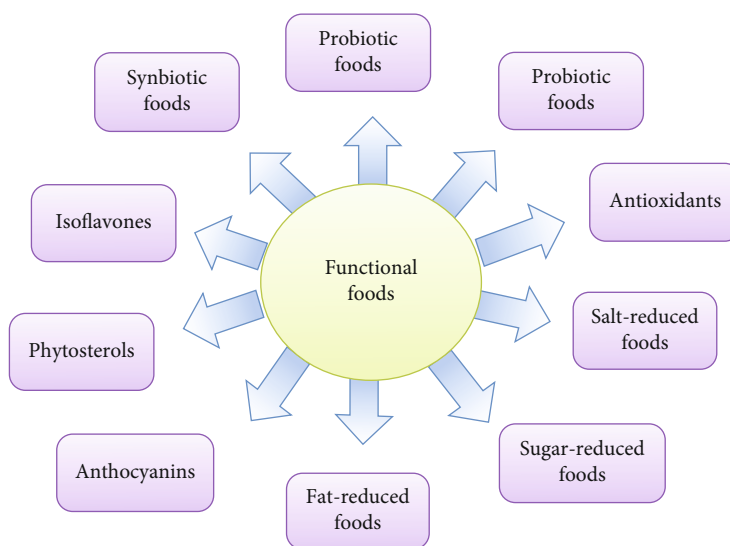 Probiotic
foods
Synbiotic
foods
Probiotic
foods
Antioxidants
Isoflavones
Functional
foods
Salt-reduced
foods
Phytosterols
Sugar-reduced
foods
Anthocyanins
Fat-reduced
foods